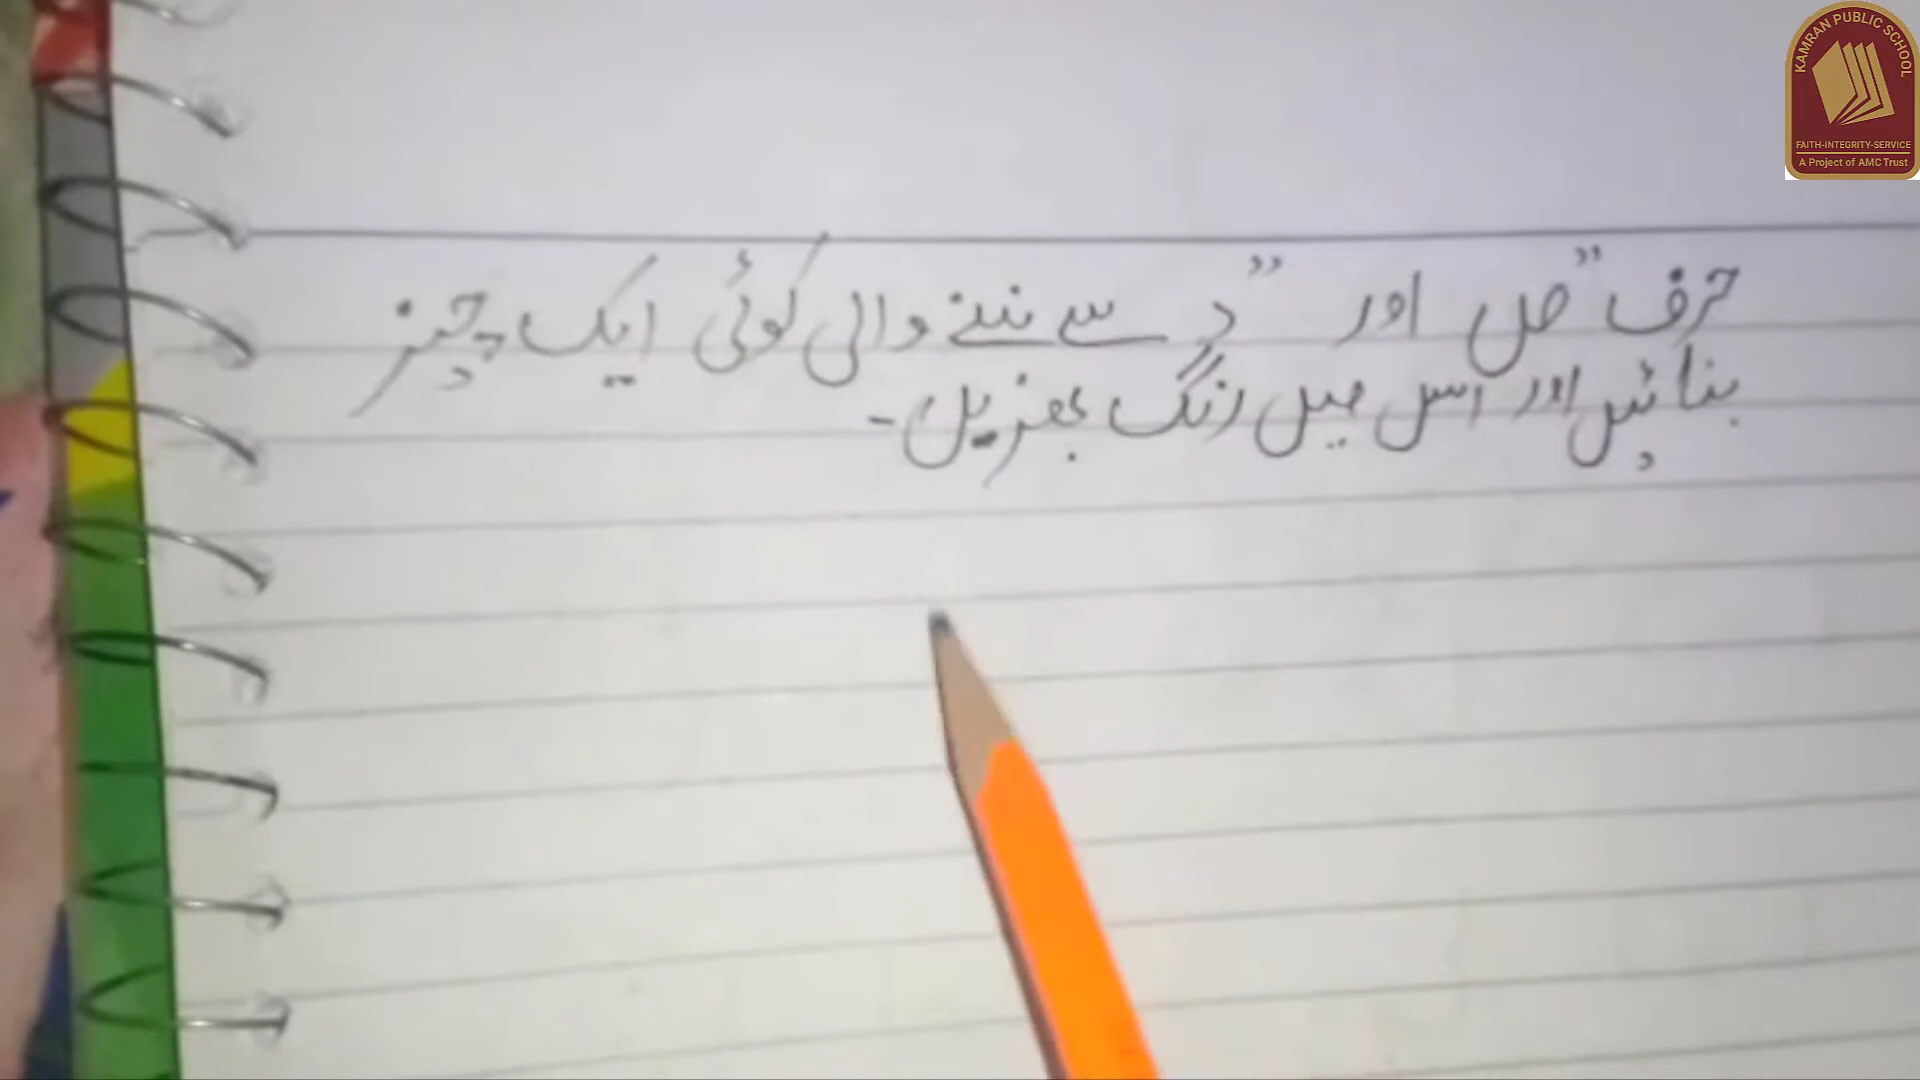 حرف "ص اور "د سے بننے والی کوئی ایک چیز
بنائیں اور اس میں رنگ بھریں۔
KAMRAN PUBLIC SCHOOL
FAITH-INTEGRITY-SERVICE
A Project of AMC Trust